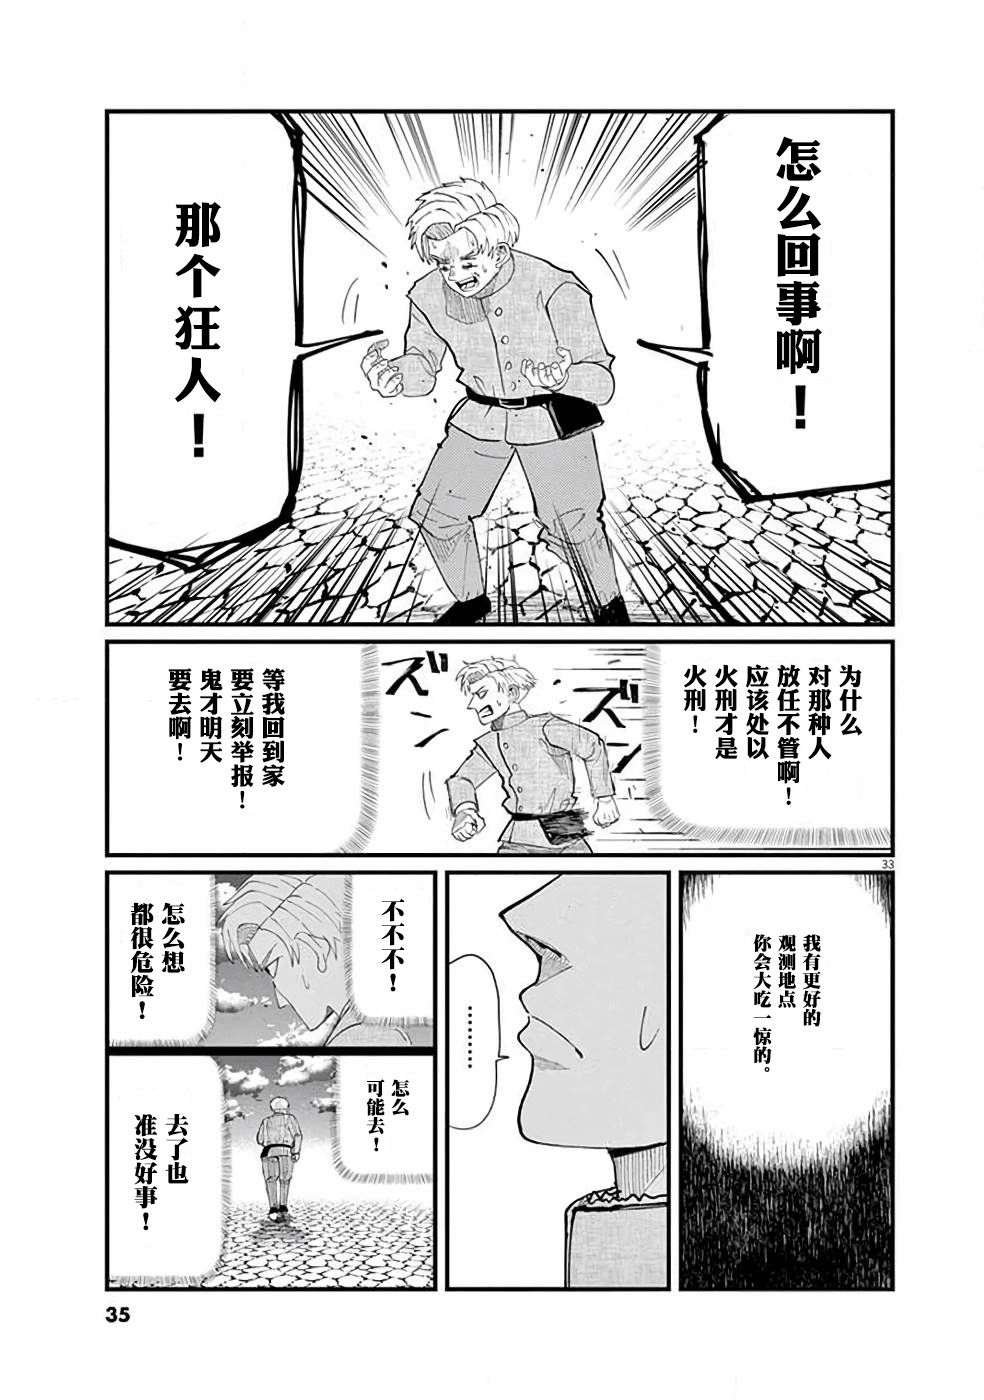 怎么回事啊！
那个狂人！
为什么
对那种人
放任不管啊！
应该处以
火刑才是
火刑！
ズンズン
等我回到家
要立刻举报！
鬼才明天
要去啊！
33
我有更好的
观测地点
你会大吃一惊的。
………
不不不！
怎么想
都很危险！
怎么
可能去！
去了也
准没好事！
35